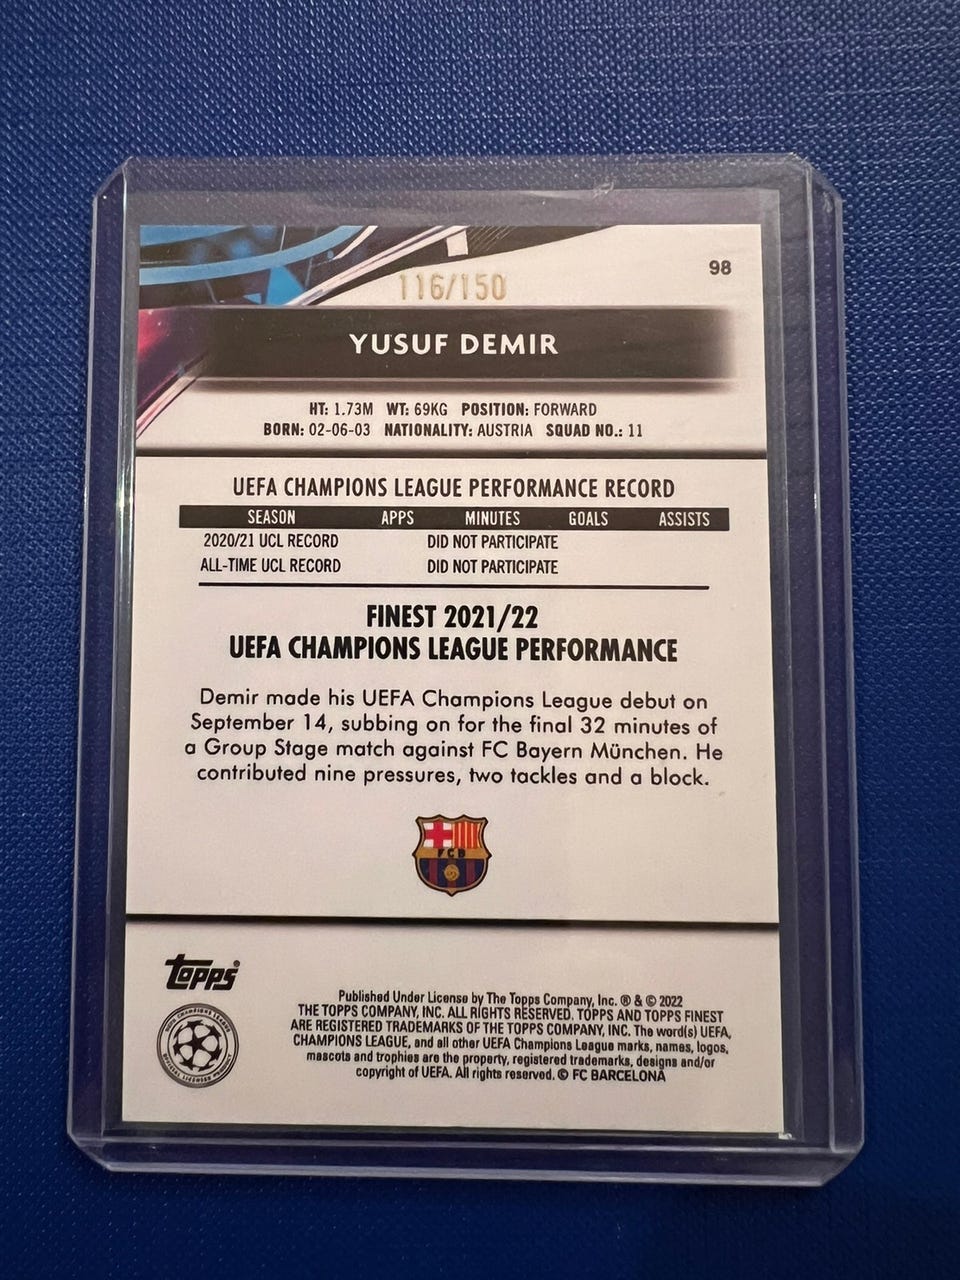 98
116/150
YUSUF DEMIR
HT: 1.73M WT: 69KG POSITION: FORWARD
BORN: 02-06-03 NATIONALITY: AUSTRIA SQUAD NO.: 11
UEFA CHAMPIONS LEAGUE PERFORMANCE RECORD
SEASON APPS MINUTES GOALS ASSISTS
2020/21 UCL RECORD DID NOT PARTICIPATE
ALL-TIME UCL RECORD DID NOT PARTICIPATE
FINEST 2021/22
UEFA CHAMPIONS LEAGUE PERFORMANCE
Demir made his UEFA Champions League debut on
September 14, subbing on for the final 32 minutes of
a Group Stage match against FC Bayern München. He
contributed nine pressures, two tackles and a block.
FCB
Topps®
UEFA CHAMPIONS LEAGUE
OFFICIAL LICENSED PRODUCT
Published Under License by The Topps Company, Inc. ® & © 2022
THE TOPPS COMPANY, INC. ALL RIGHTS RESERVED. TOPPS AND TOPPS FINEST
ARE REGISTERED TRADEMARKS OF THE TOPPS COMPANY, INC. The word(s) UEFA,
CHAMPIONS LEAGUE, and all other UEFA Champions League marks, names, logos,
mascots and trophies are the property, registered trademarks, designs and/or
copyright of UEFA. All rights reserved. © FC BARCELONA